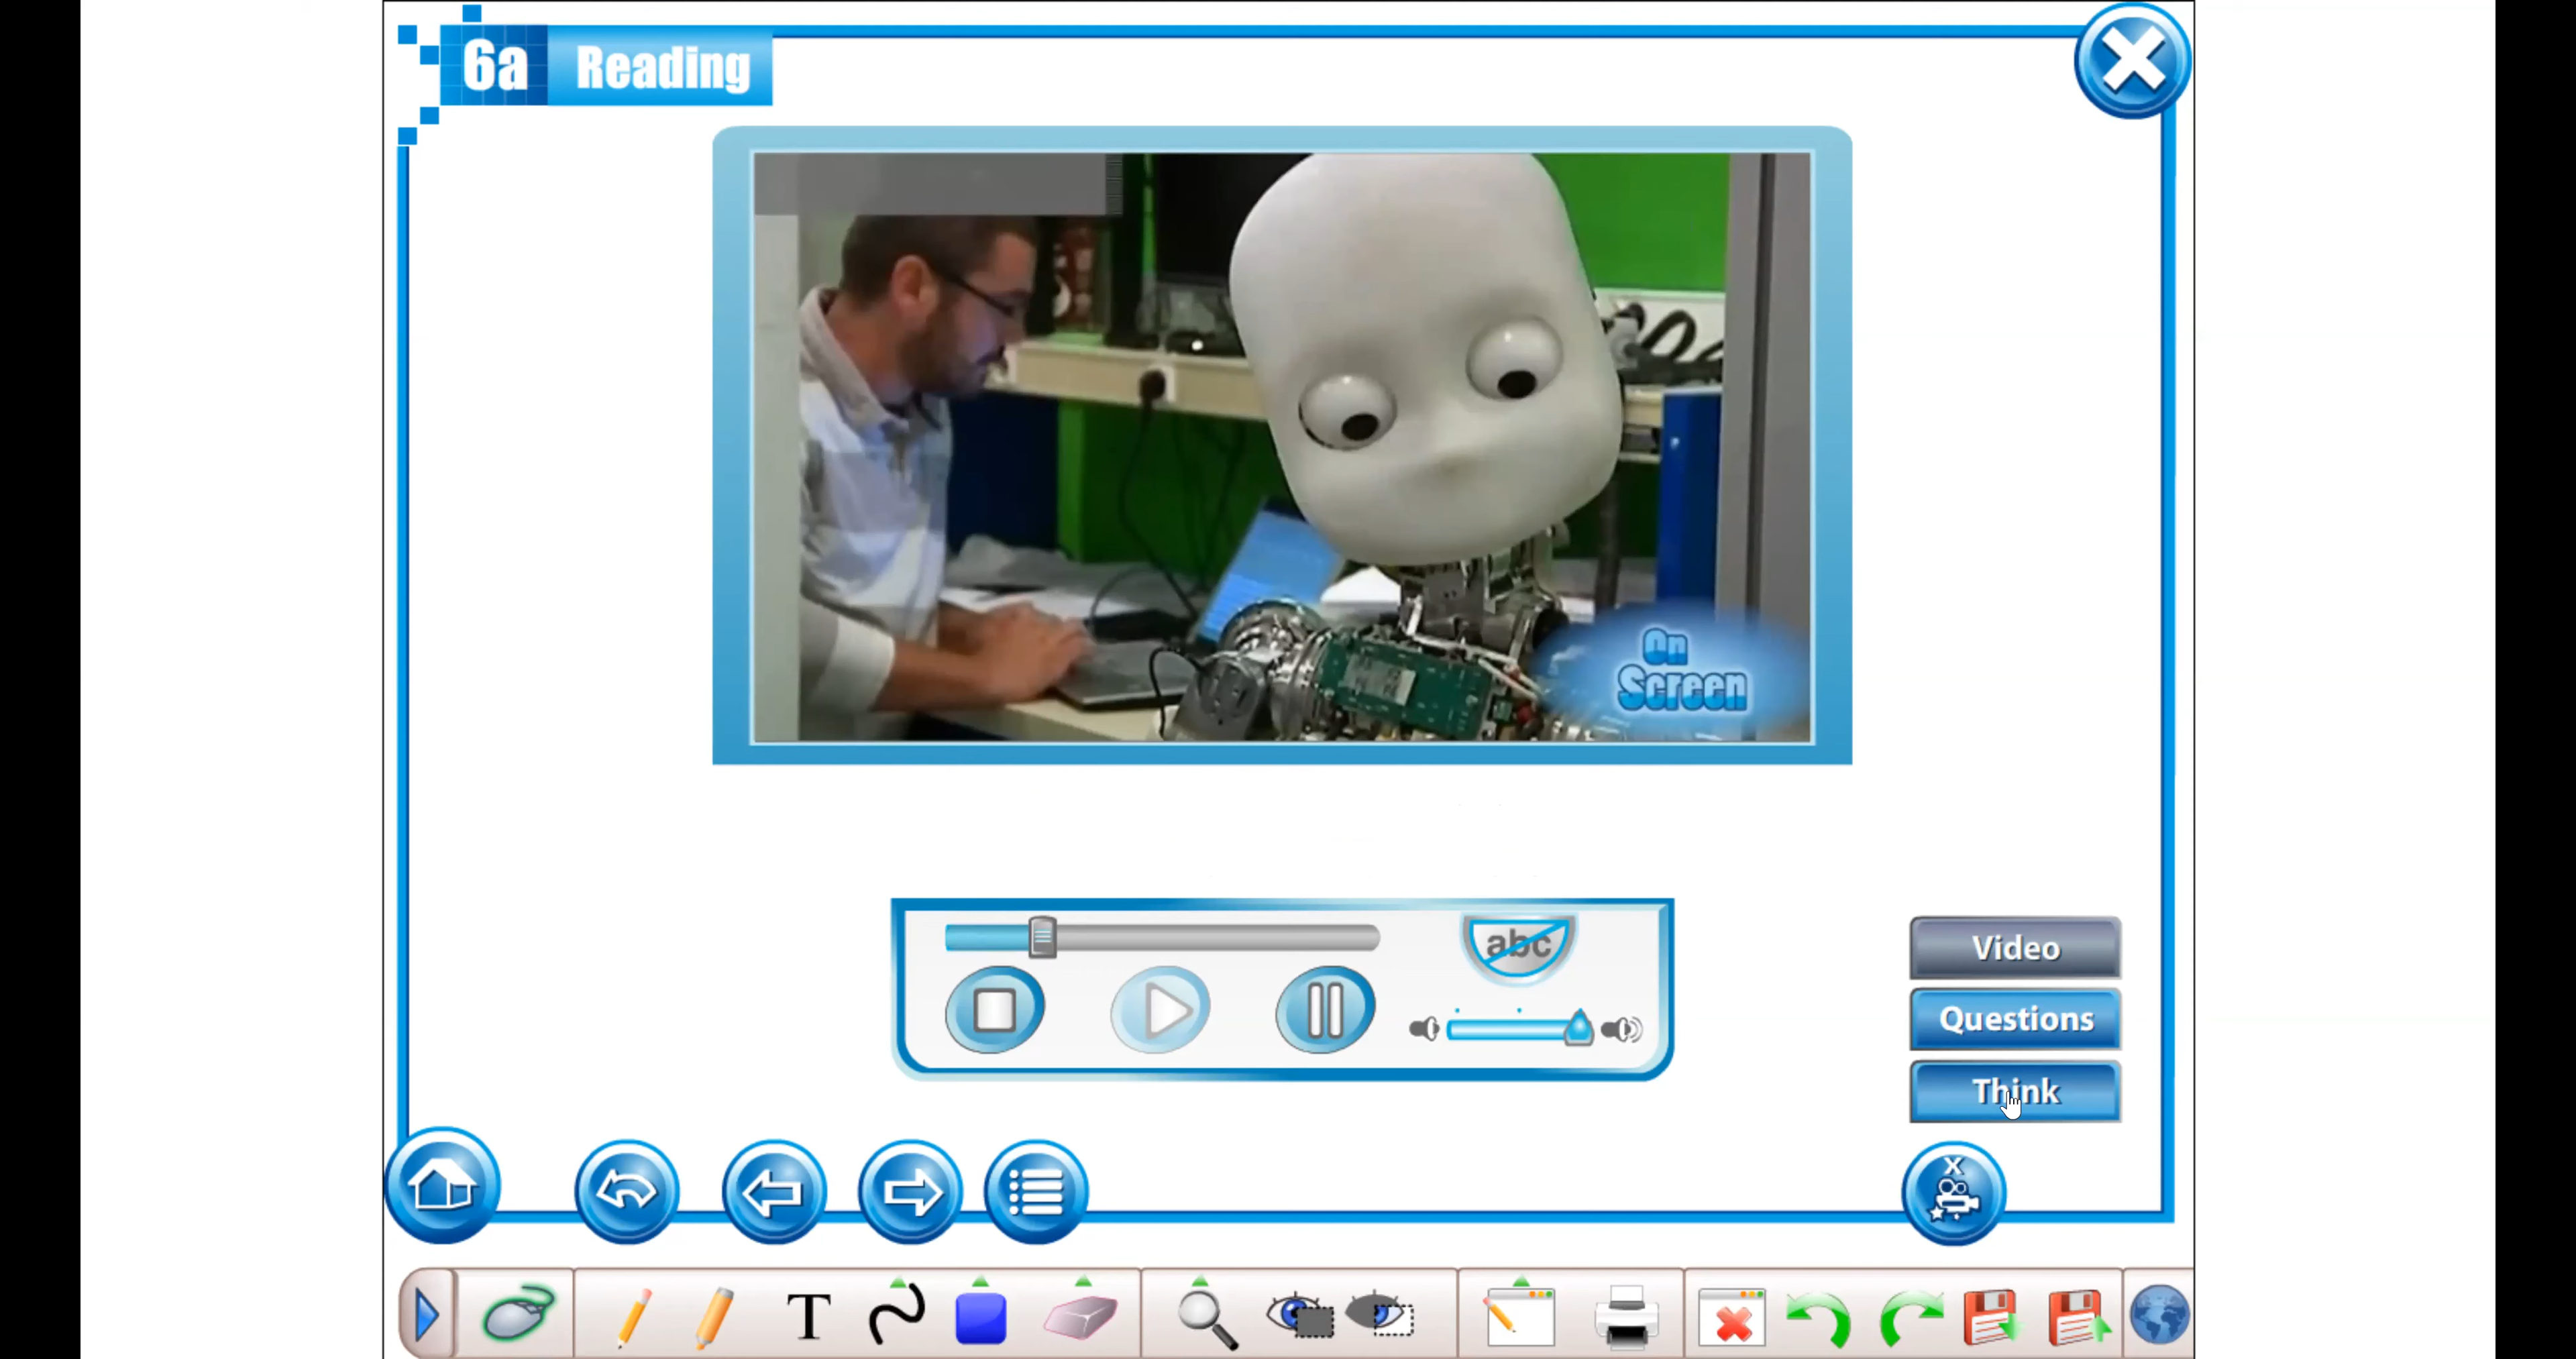 6a Reading
On
Screen
abc
Video
Questions
Think
X
T